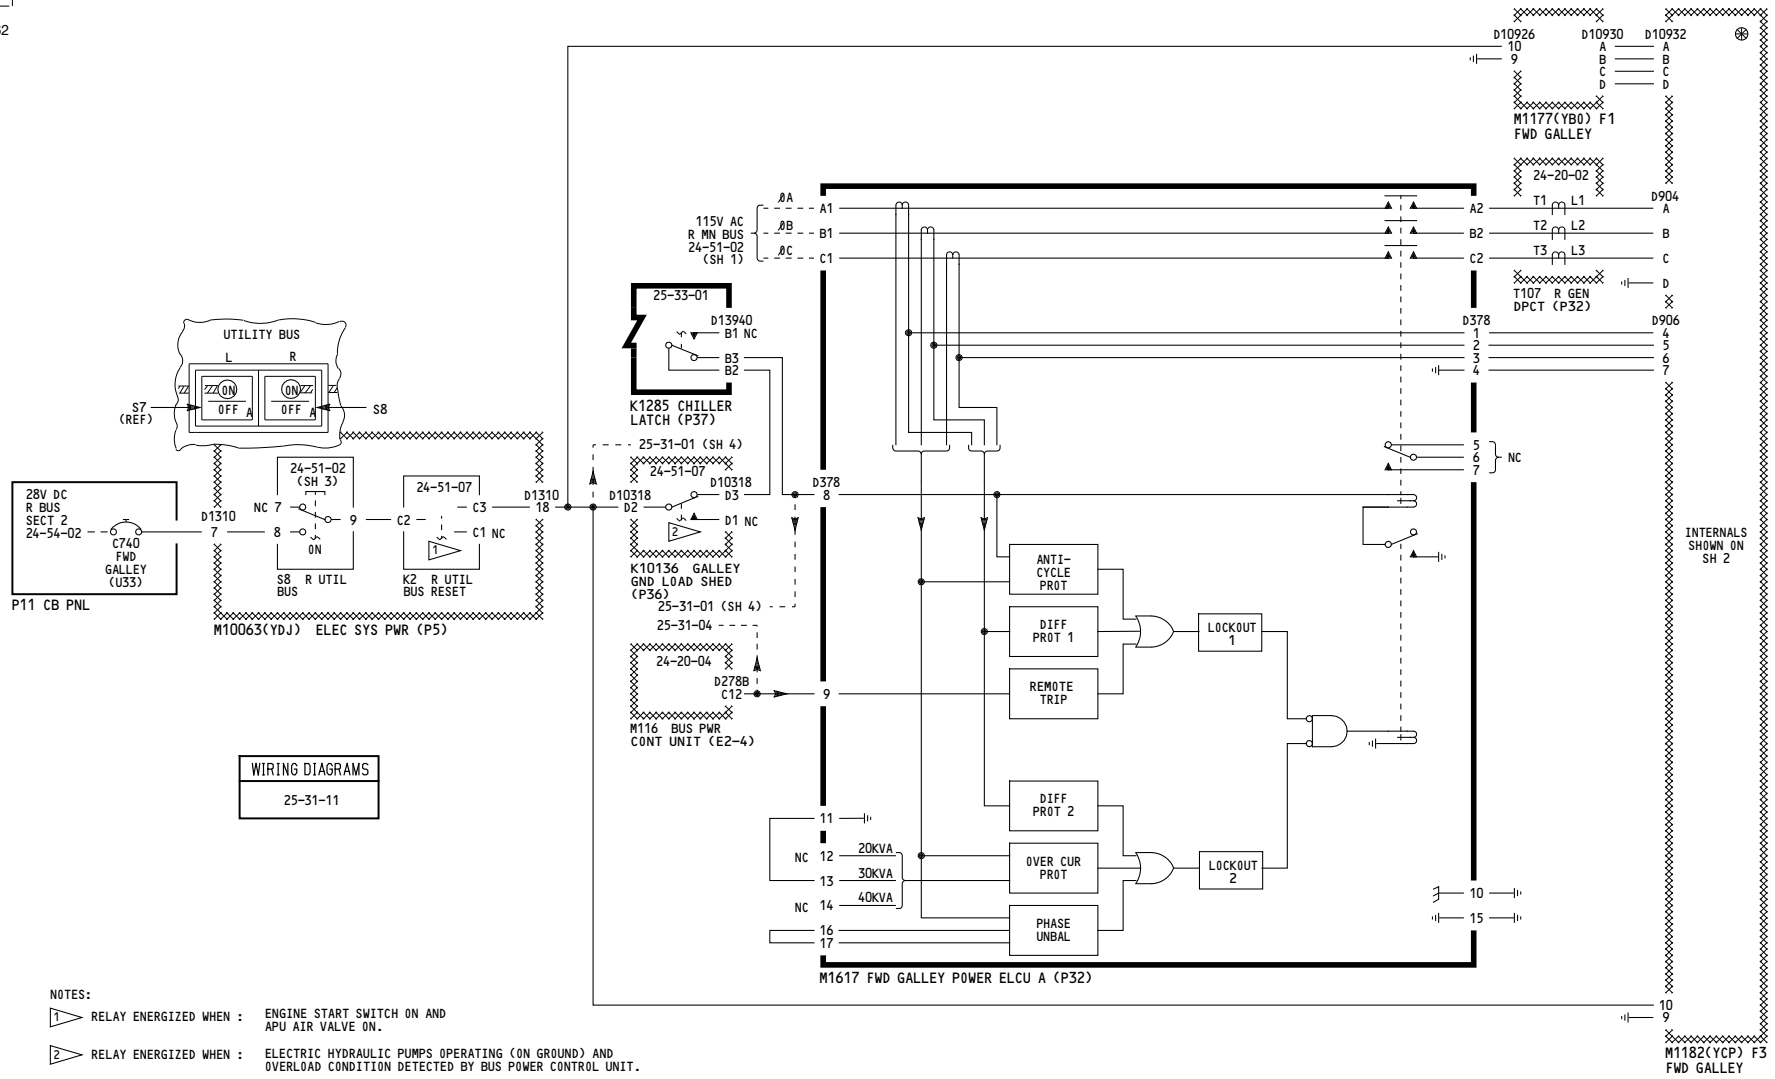 D10926
D10930
D10932
10
9
A
B
C
D
A
B
C
D
M1177(YB0) F1
FWD GALLEY
24-20-02
T1 L1
T2 L2
T3 L3
T107 R GEN
DPCT (P32)
D904
A
B
C
D
115V AC
R MN BUS
24-51-02
(SH 1)
ØA
ØB
ØC
A1
B1
C1
A2
B2
C2
25-33-01
D13940
B1 NC
B3
B2
K1285 CHILLER
LATCH (P37)
D378
1
2
3
4
D906
4
5
6
7
5
6
7
NC
UTILITY BUS
L
R
ON
OFF
A
ON
OFF
A
S7
(REF)
S8
25-31-01 (SH 4)
28V DC
R BUS
SECT 2
24-54-02
C740
FWD
GALLEY
(U33)
P11 CB PNL
D1310
7
24-51-02
(SH 3)
NC 7
8
9
ON
S8 R UTIL
BUS
24-51-07
C2
C3
C1 NC
1
K2 R UTIL
BUS RESET
D1310
18
M10063(YDJ) ELEC SYS PWR (P5)
24-51-07
D10318
D2
D10318
D3
D1 NC
2
K10136 GALLEY
GND LOAD SHED
(P36)
25-31-01 (SH 4)
25-31-04
24-20-04
D278B
C12
M116 BUS PWR
CONT UNIT (E2-4)
D378
8
9
ANTI-
CYCLE
PROT
DIFF
PROT 1
REMOTE
TRIP
LOCKOUT
1
DIFF
PROT 2
OVER CUR
PROT
PHASE
UNBAL
LOCKOUT
2
11
NC 12 20KVA
13 30KVA
NC 14 40KVA
16
17
10
15
M1617 FWD GALLEY POWER ELCU A (P32)
INTERNALS
SHOWN ON
SH 2
10
9
M1182(YCP) F3
FWD GALLEY
WIRING DIAGRAMS
25-31-11
NOTES:
1 RELAY ENERGIZED WHEN : ENGINE START SWITCH ON AND
APU AIR VALVE ON.
2 RELAY ENERGIZED WHEN : ELECTRIC HYDRAULIC PUMPS OPERATING (ON GROUND) AND
OVERLOAD CONDITION DETECTED BY BUS POWER CONTROL UNIT.